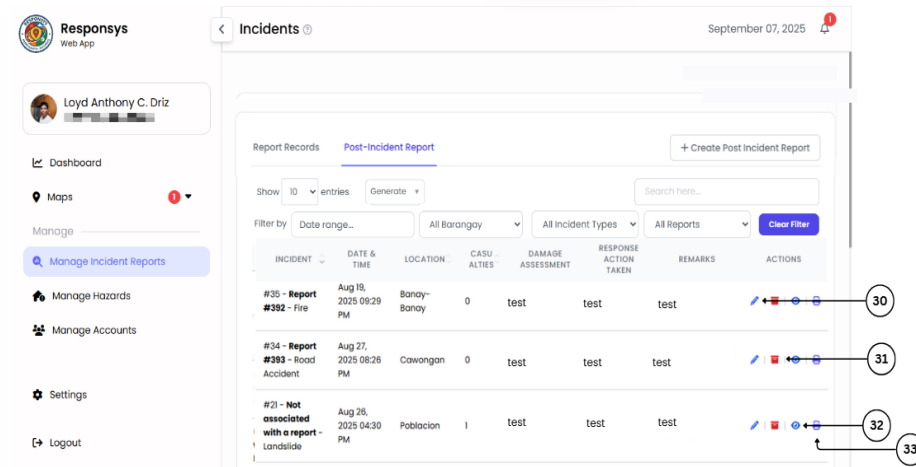 Responsys
Web App
Incidents
September 07, 2025
1
Loyd Anthony C. Driz
Dashboard
Maps
1
Manage
Manage Incident Reports
Manage Hazards
Manage Accounts
Settings
Logout
Report Records
Post-Incident Report
+ Create Post Incident Report
Show 10 entries
Generate
Search here...
Filter by
Date range...
All Barangay
All Incident Types
All Reports
Clear Filter
INCIDENT
DATE &
TIME
LOCATION
CASU
ALTIES
DAMAGE
ASSESSMENT
RESPONSE
ACTION
TAKEN
REMARKS
ACTIONS
#35 - Report
#392 - Fire
Aug 19,
2025 09:29
PM
Banay-
Banay
0
test
test
test
30
#34 - Report
#393 - Road
Accident
Aug 27,
2025 08:26
PM
Cawongan
0
test
test
test
31
#21 - Not
associated
with a report -
Landslide
Aug 26,
2025 04:30
PM
Poblacion
1
test
test
test
32
33